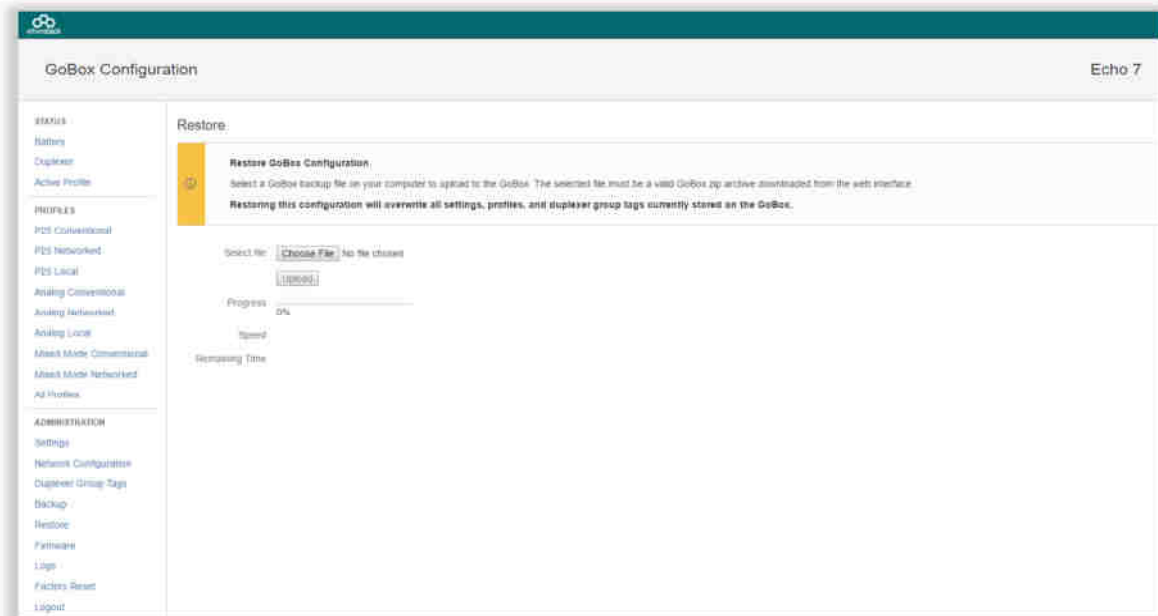 GoBox Configuration
Echo 7
STATUS
Battery
Duplexer
Active Profile
PROFILES
P25 Conventional
P25 Networked
P25 Local
Analog Conventional
Analog Networked
Analog Local
Mixed Mode Conventional
Mixed Mode Networked
All Profiles
ADMINISTRATION
Settings
Network Configuration
Duplexer Group Tags
Backup
Restore
Firmware
Logs
Factory Reset
Logout
Restore
Restore GoBox Configuration.
Select a GoBox backup file on your computer to upload to the GoBox. The selected file must be a valid GoBox zip archive downloaded from the web interface.
Restoring this configuration will overwrite all settings, profiles, and duplexer group tags currently stored on the GoBox.
Select file Choose File No file chosen
Upload
Progress
0%
Speed
Remaining Time